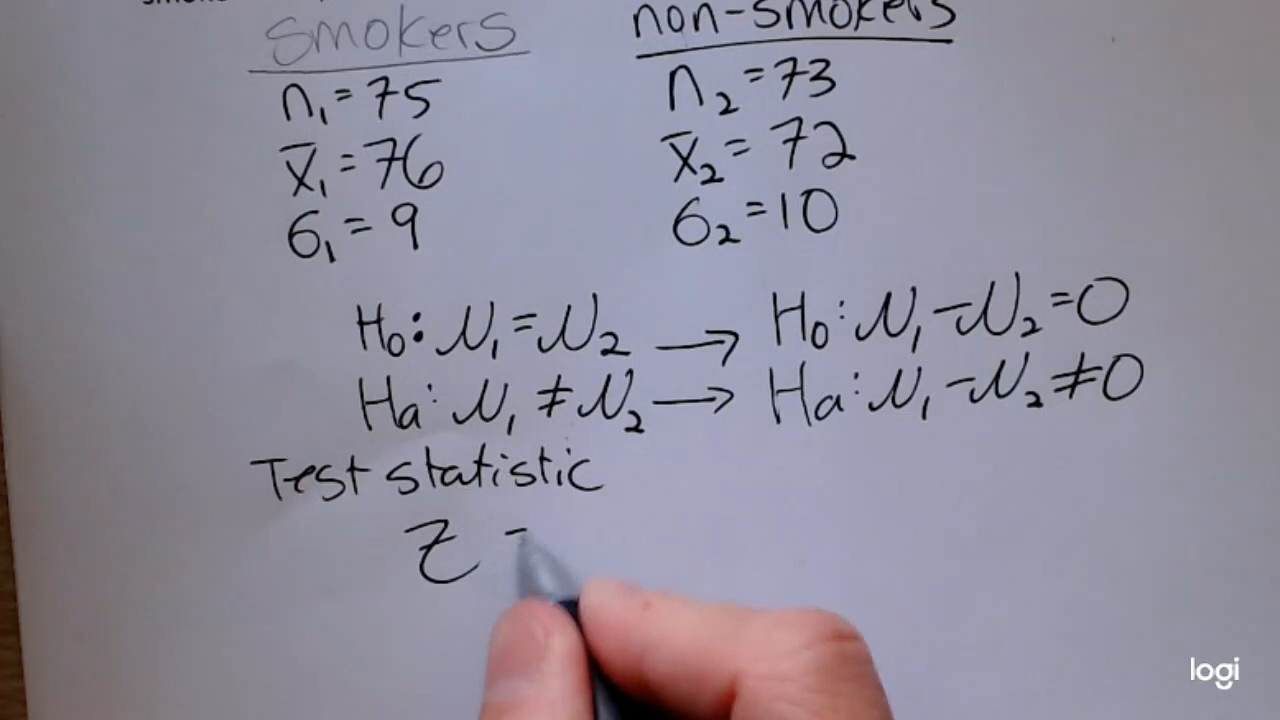 smokers non-smokers
n₁=75 n₂=73
x̄₁=76 x̄₂=72
σ₁=9 σ₂=10
H₀: μ₁=μ₂ → H₀: μ₁-μ₂=0
Ha: μ₁≠μ₂ → Ha: μ₁-μ₂≠0
Test statistic
Z
logi